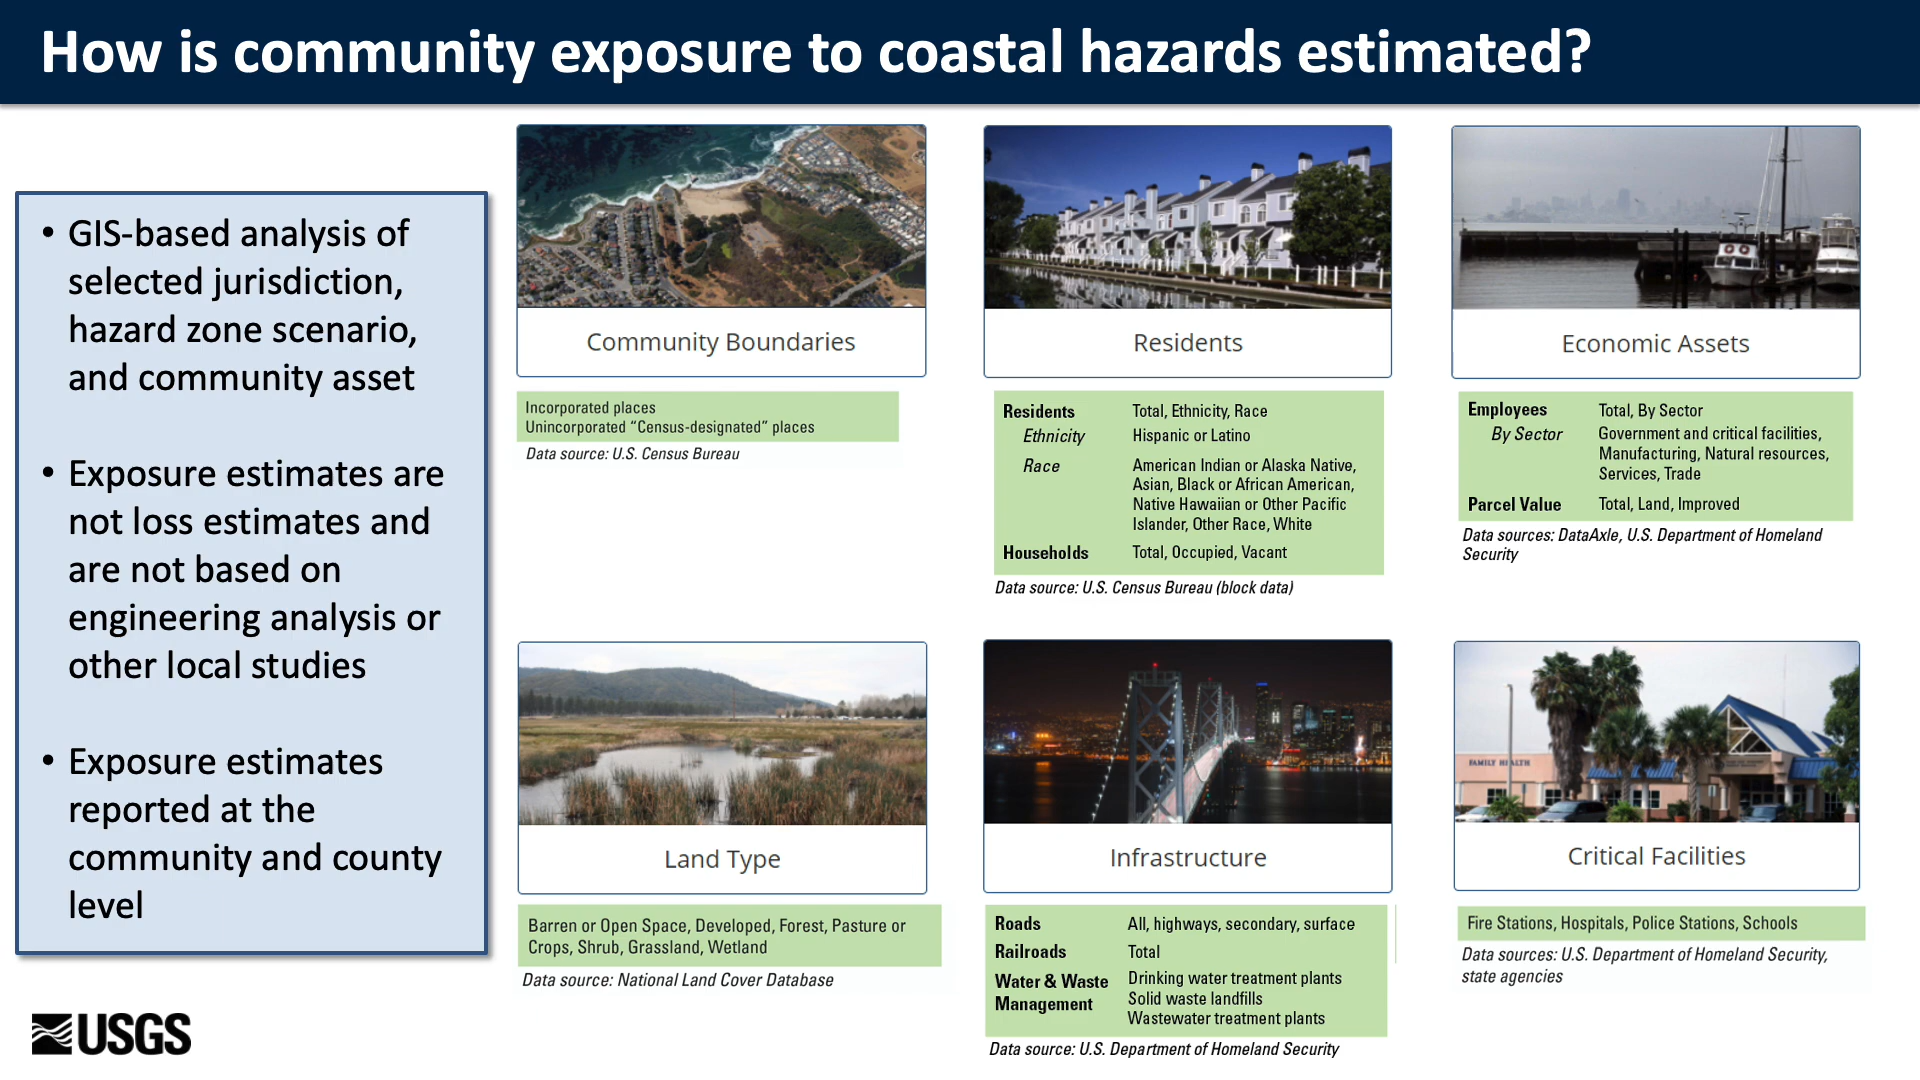 How is community exposure to coastal hazards estimated?
• GIS-based analysis of
selected jurisdiction,
hazard zone scenario,
and community asset
• Exposure estimates are
not loss estimates and
are not based on
engineering analysis or
other local studies
• Exposure estimates
reported at the
community and county
level
Community Boundaries
Incorporated places
Unincorporated “Census-designated” places
Data source: U.S. Census Bureau
Residents
Residents Total, Ethnicity, Race
Ethnicity Hispanic or Latino
Race American Indian or Alaska Native,
Asian, Black or African American,
Native Hawaiian or Other Pacific
Islander, Other Race, White
Households Total, Occupied, Vacant
Data source: U.S. Census Bureau (block data)
Economic Assets
Employees Total, By Sector
By Sector Government and critical facilities,
Manufacturing, Natural resources,
Services, Trade
Parcel Value Total, Land, Improved
Data sources: DataAxle, U.S. Department of Homeland
Security
Land Type
Barren or Open Space, Developed, Forest, Pasture or
Crops, Shrub, Grassland, Wetland
Data source: National Land Cover Database
Infrastructure
Roads All, highways, secondary, surface
Railroads Total
Water & Waste
Management
Drinking water treatment plants
Solid waste landfills
Wastewater treatment plants
Data source: U.S. Department of Homeland Security
FAMILY HEALTH
Critical Facilities
Fire Stations, Hospitals, Police Stations, Schools
Data sources: U.S. Department of Homeland Security,
state agencies
USGS